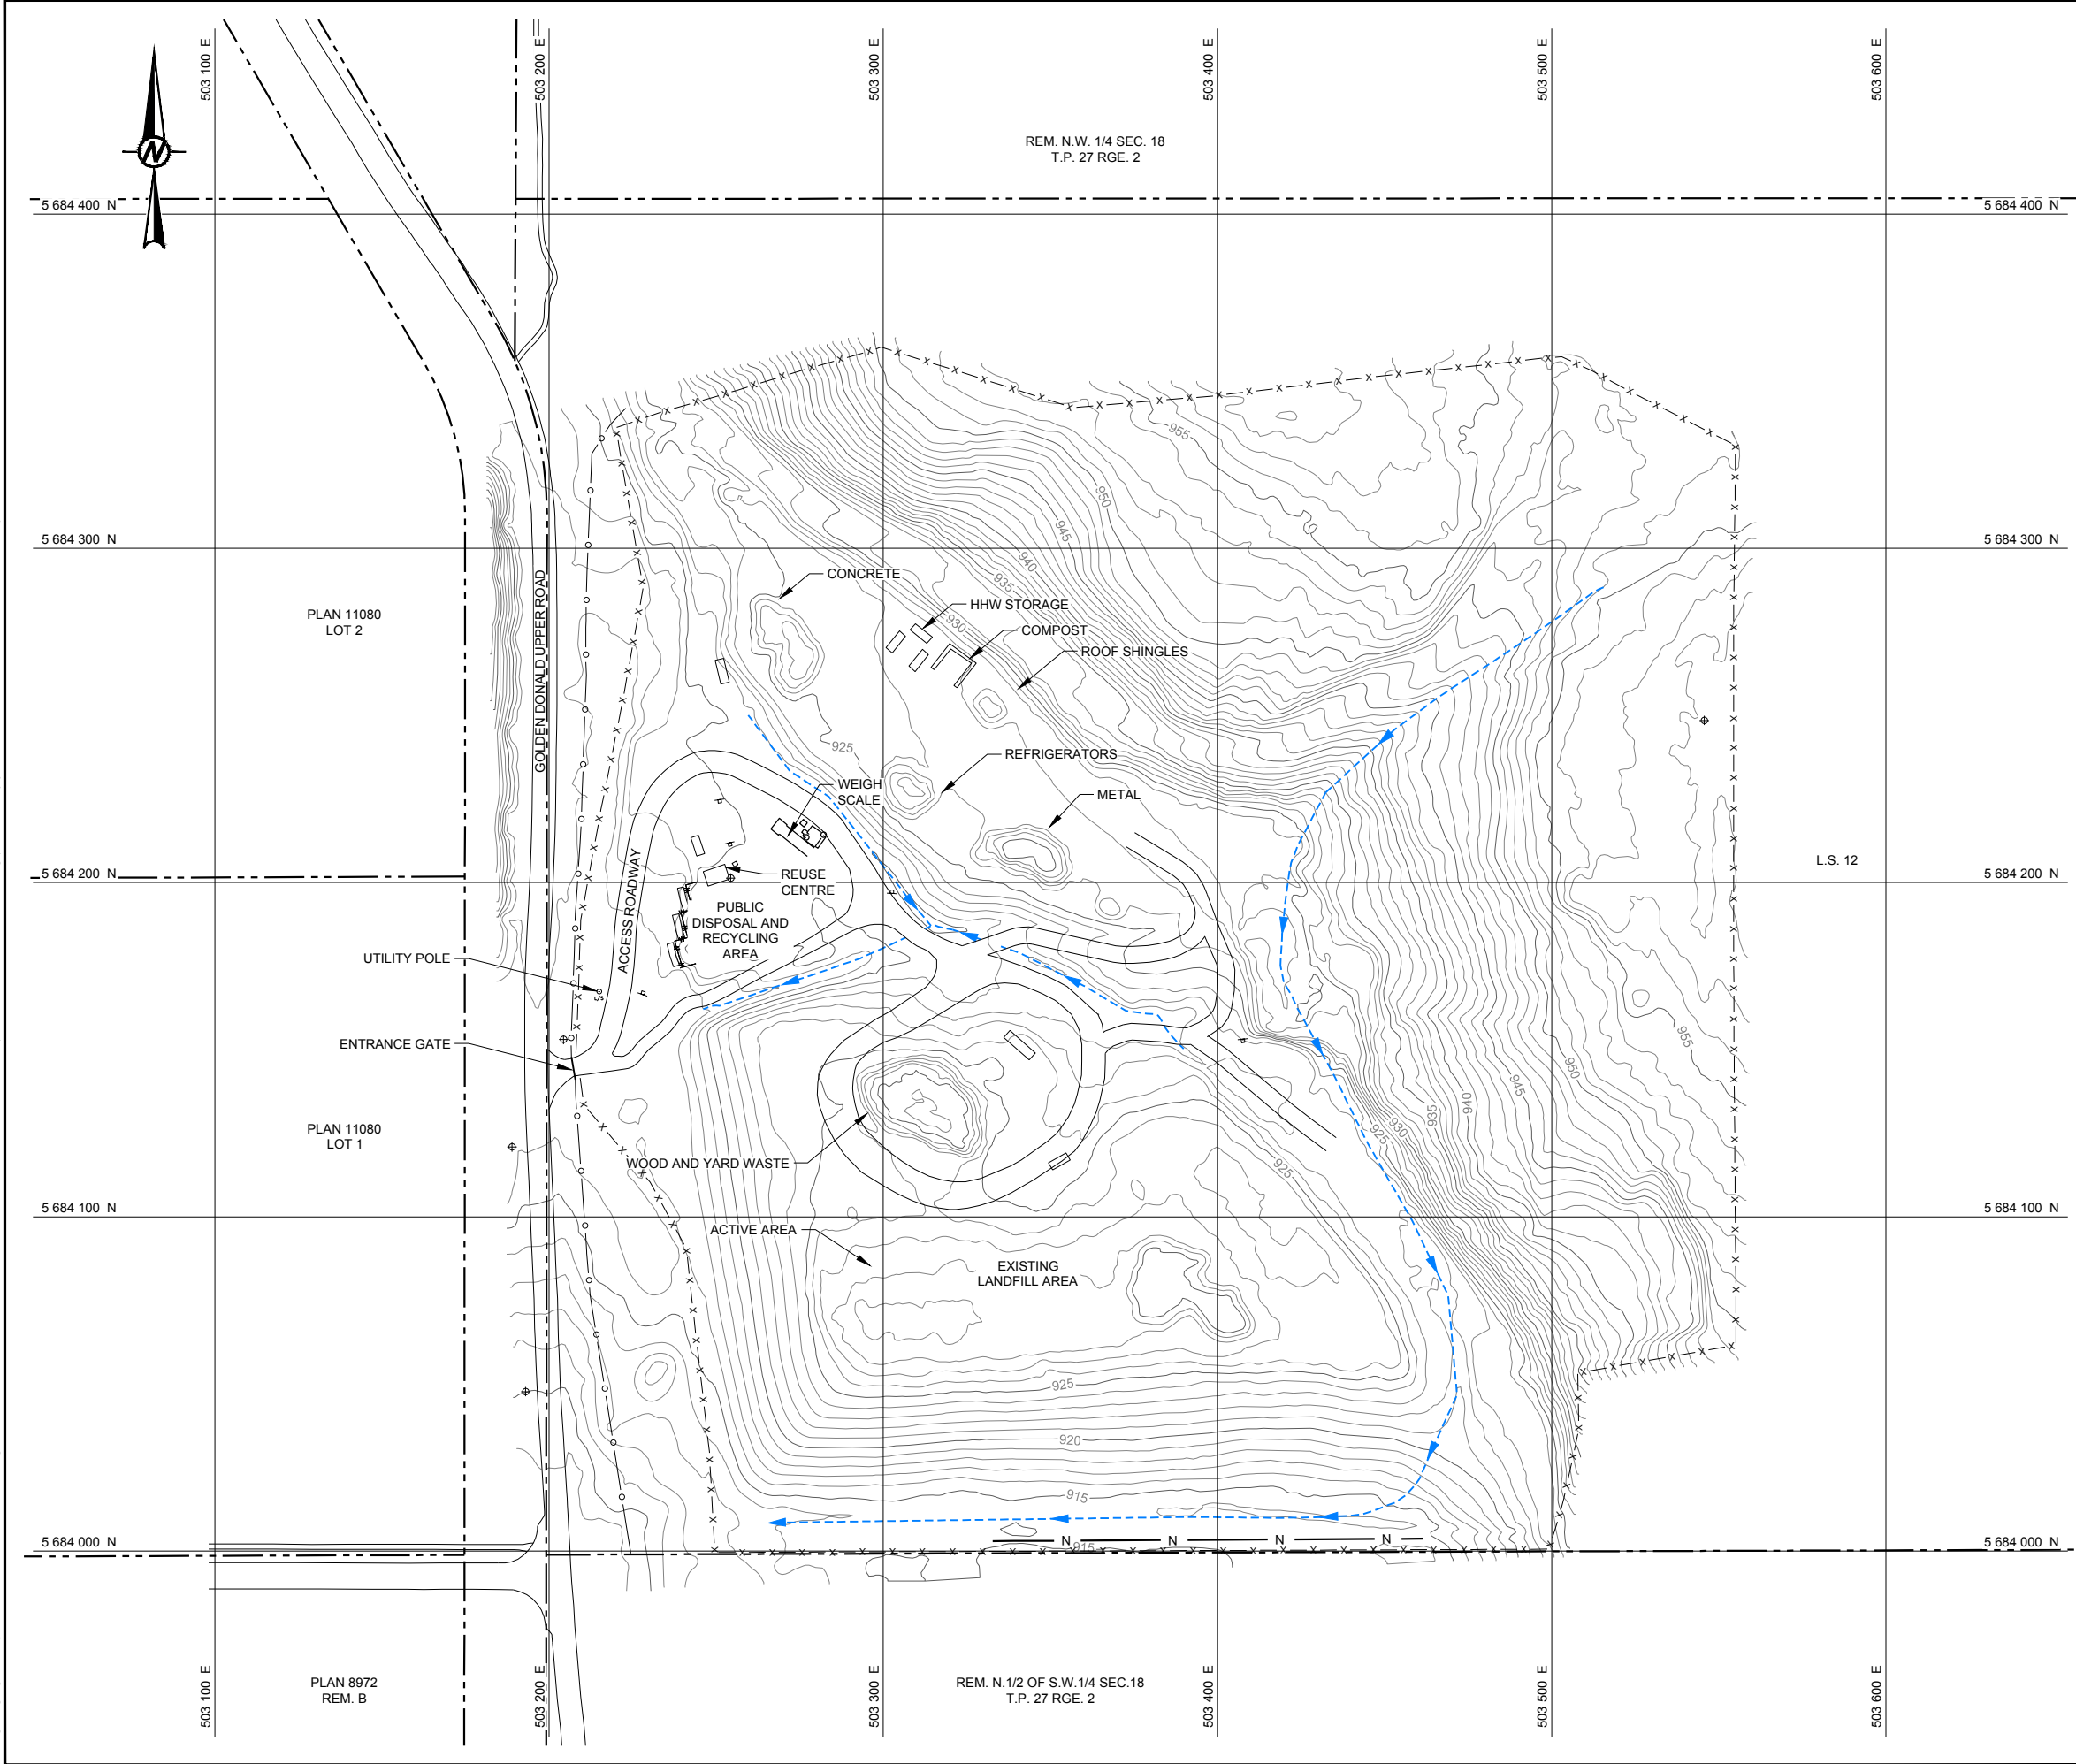 503 100 E
503 200 E
503 300 E
503 400 E
503 500 E
503 600 E
REM. N.W. 1/4 SEC. 18
T.P. 27 RGE. 2
N
5 684 400 N
5 684 400 N
955
950
945
940
935
930
5 684 300 N
5 684 300 N
CONCRETE
HHW STORAGE
COMPOST
ROOF SHINGLES
PLAN 11080
LOT 2
GOLDEN DONALD UPPER ROAD
925
REFRIGERATORS
WEIGH
SCALE
METAL
L.S. 12
5 684 200 N
5 684 200 N
REUSE
CENTRE
PUBLIC
DISPOSAL AND
RECYCLING
AREA
ACCESS ROADWAY
UTILITY POLE
ENTRANCE GATE
955
950
945
940
935
930
925
PLAN 11080
LOT 1
WOOD AND YARD WASTE
925
5 684 100 N
5 684 100 N
ACTIVE AREA
EXISTING
LANDFILL AREA
925
920
915
N N N N
915
5 684 000 N
5 684 000 N
PLAN 8972
REM. B
REM. N.1/2 OF S.W.1/4 SEC.18
T.P. 27 RGE. 2
503 100 E
503 200 E
503 300 E
503 400 E
503 500 E
503 600 E